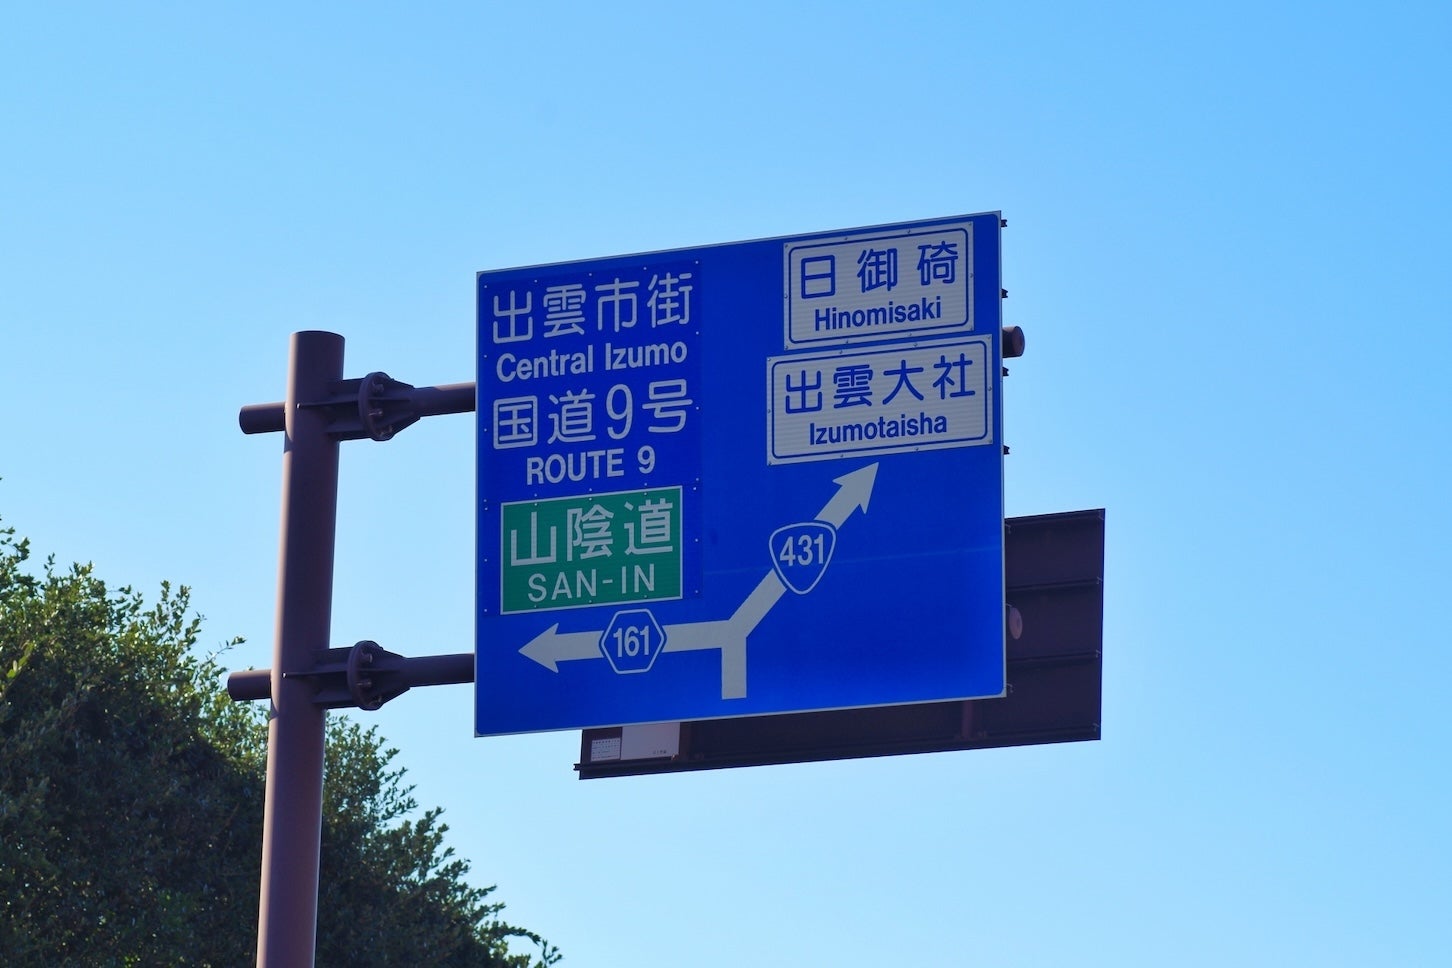 出雲市街
Central Izumo
国道9号
ROUTE 9
山陰道
SAN-IN
161
日御碕
Hinomisaki
出雲大社
Izumotaisha
431